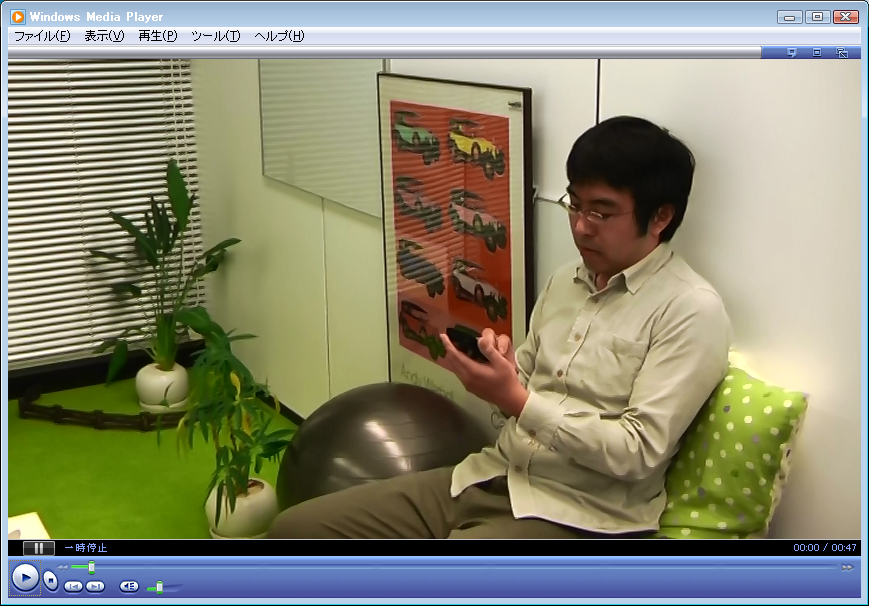 Windows Media Player
ファイル(F) 表示(V) 再生(P) ツール(T) ヘルプ(H)
Andy
一時停止
00:00 / 00:47